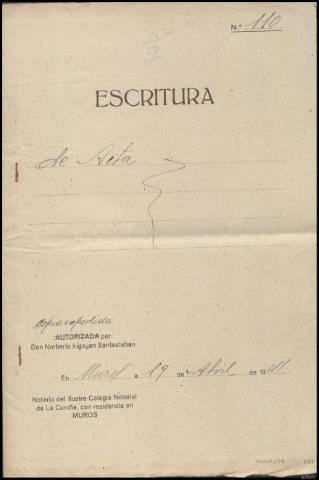 N.º 110
ESCRITURA
de Acta
Copia expedida
AUTORIZADA por
Don Norberto Irigoyen Santesteban
En Muros a 19 de Abril de 1941
Notario del Ilustre Colegio Notarial
de La Coruña, con residencia en
MUROS